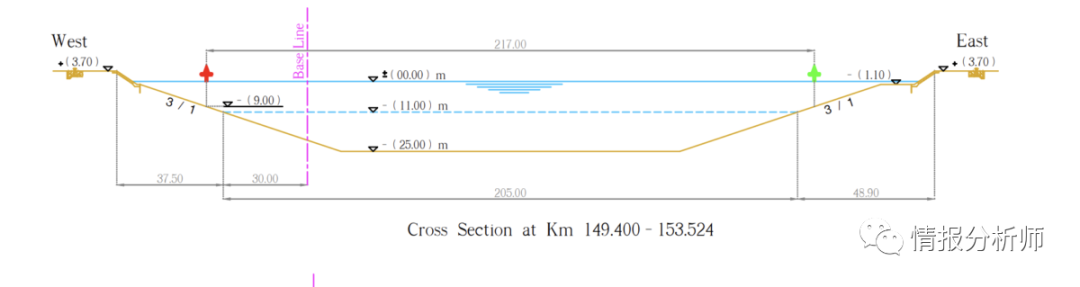 217.00
West
East
Base Line
+(3.70)
+(3.70)
±(00.00) m
-(1.10)
3 / 1
-(9.00)
-(11.00) m
3 / 1
-(25.00) m
37.50
30.00
205.00
48.90
Cross Section at Km 149.400-153.524
情报分析师